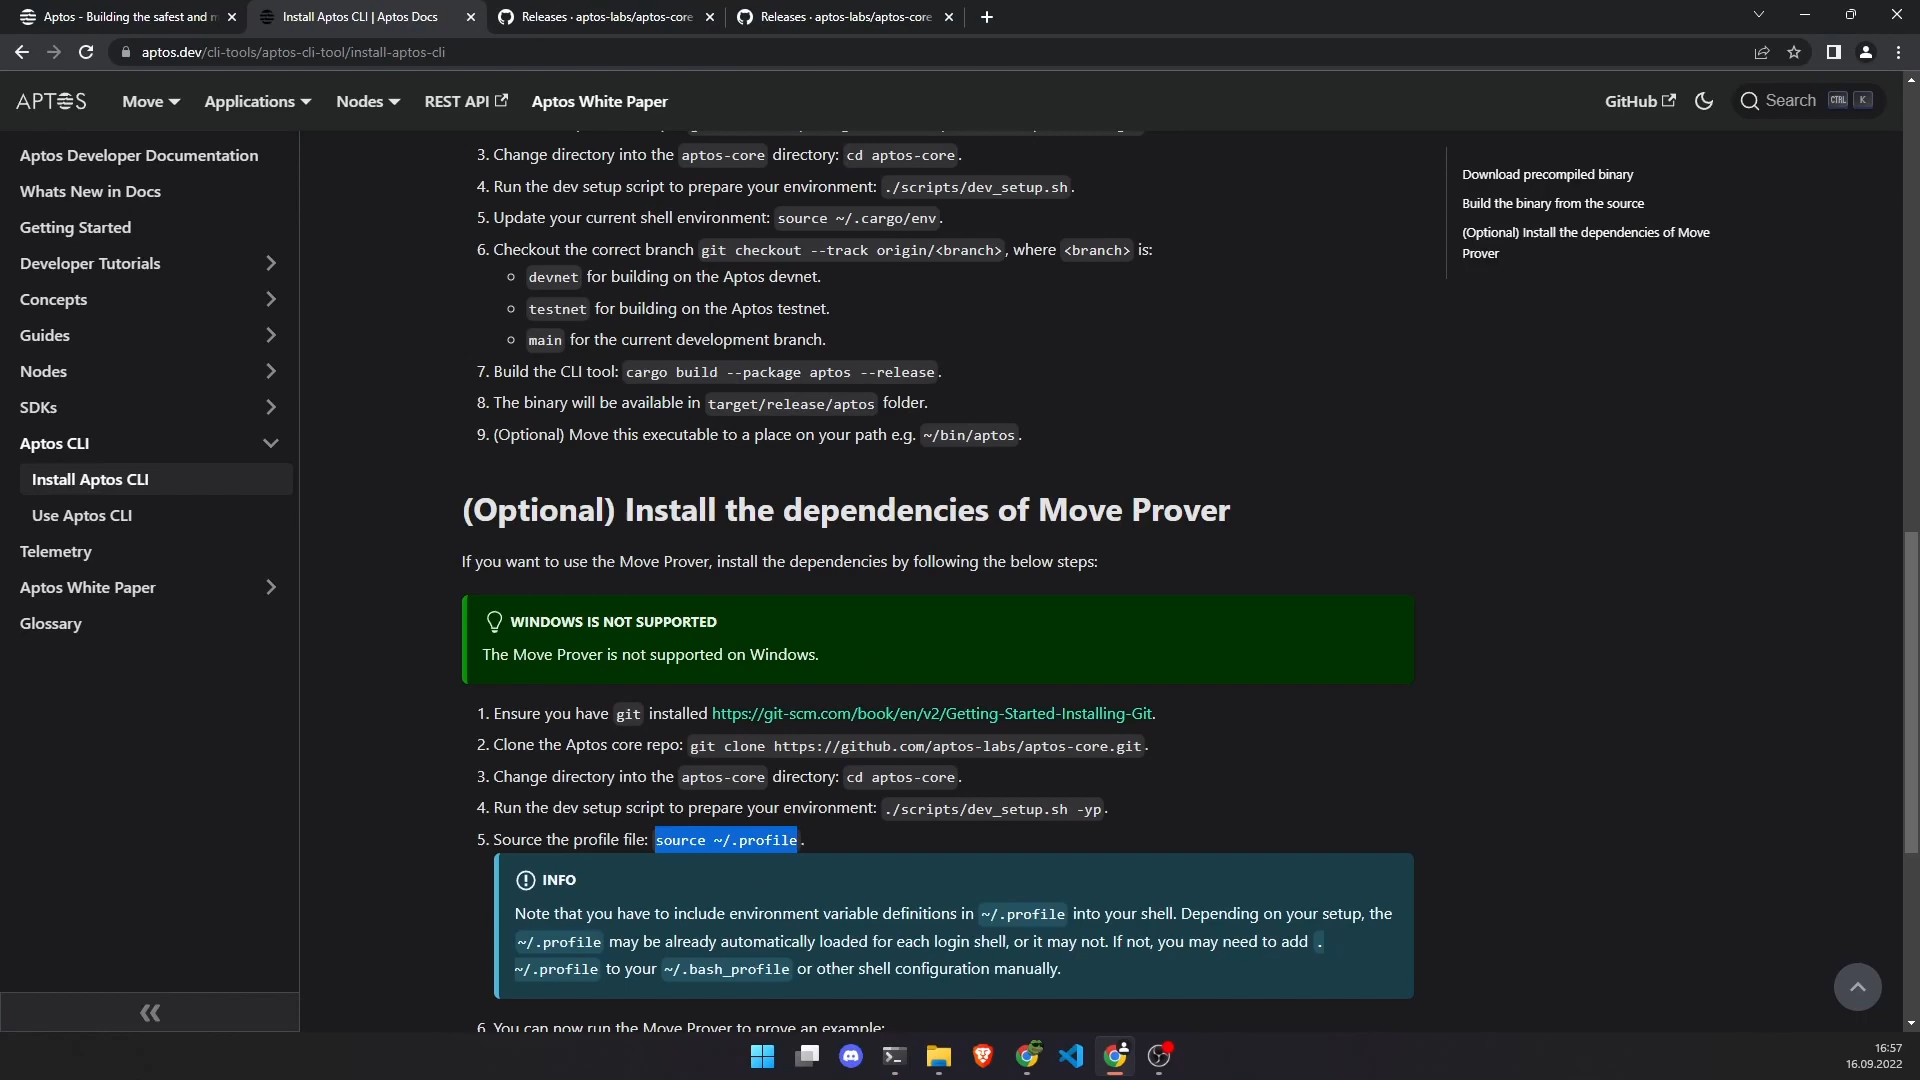 Aptos - Building the safest and m
Install Aptos CLI | Aptos Docs
Releases · aptos-labs/aptos-core
Releases · aptos-labs/aptos-core
aptos.dev/cli-tools/aptos-cli-tool/install-aptos-cli
APTOS
Move
Applications
Nodes
REST API
Aptos White Paper
GitHub
Search
CTRL
K
Aptos Developer Documentation
Whats New in Docs
Getting Started
Developer Tutorials
Concepts
Guides
Nodes
SDKs
Aptos CLI
Install Aptos CLI
Use Aptos CLI
Telemetry
Aptos White Paper
Glossary
3. Change directory into the aptos-core directory: cd aptos-core.
4. Run the dev setup script to prepare your environment: ./scripts/dev_setup.sh.
5. Update your current shell environment: source ~/.cargo/env.
6. Checkout the correct branch git checkout --track origin/<branch>, where <branch> is:
devnet for building on the Aptos devnet.
testnet for building on the Aptos testnet.
main for the current development branch.
7. Build the CLI tool: cargo build --package aptos --release.
8. The binary will be available in target/release/aptos folder.
9. (Optional) Move this executable to a place on your path e.g. ~/bin/aptos.
(Optional) Install the dependencies of Move Prover
If you want to use the Move Prover, install the dependencies by following the below steps:
WINDOWS IS NOT SUPPORTED
The Move Prover is not supported on Windows.
1. Ensure you have git installed https://git-scm.com/book/en/v2/Getting-Started-Installing-Git.
2. Clone the Aptos core repo: git clone https://github.com/aptos-labs/aptos-core.git.
3. Change directory into the aptos-core directory: cd aptos-core.
4. Run the dev setup script to prepare your environment: ./scripts/dev_setup.sh -yp.
5. Source the profile file: source ~/.profile.
INFO
Note that you have to include environment variable definitions in ~/.profile into your shell. Depending on your setup, the
~/.profile may be already automatically loaded for each login shell, or it may not. If not, you may need to add .
~/.profile to your ~/.bash_profile or other shell configuration manually.
6. You can now run the Move Prover to prove an example:
Download precompiled binary
Build the binary from the source
(Optional) Install the dependencies of Move
Prover
16:57
16.09.2022